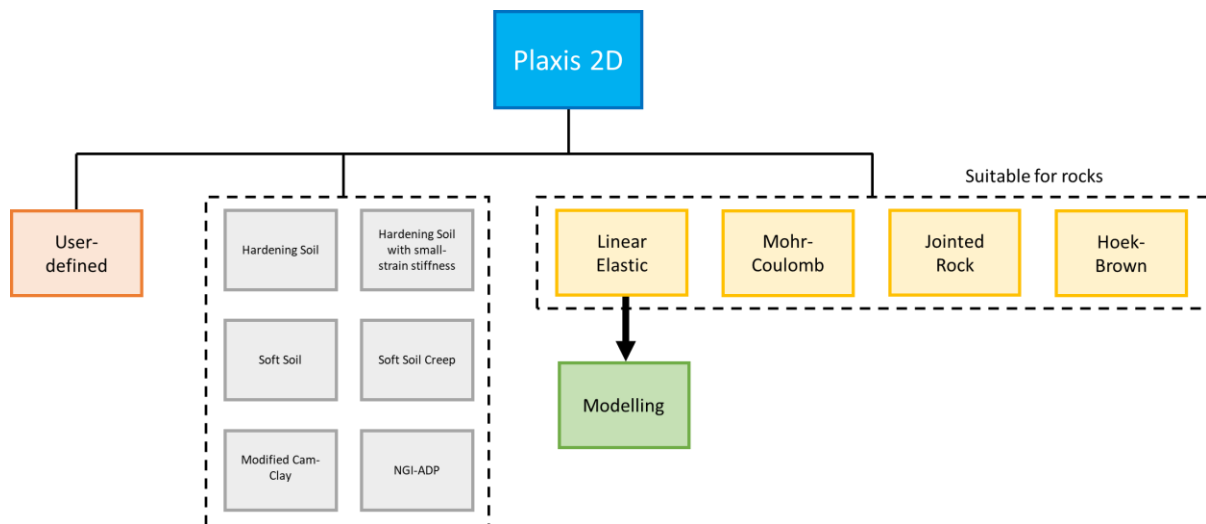 Plaxis 2D
Suitable for rocks
User-
defined
Hardening Soil
Hardening Soil
with small-
strain stiffness
Linear
Elastic
Mohr-
Coulomb
Jointed
Rock
Hoek-
Brown
Soft Soil
Soft Soil Creep
Modelling
Modified Cam-
Clay
NGI-ADP